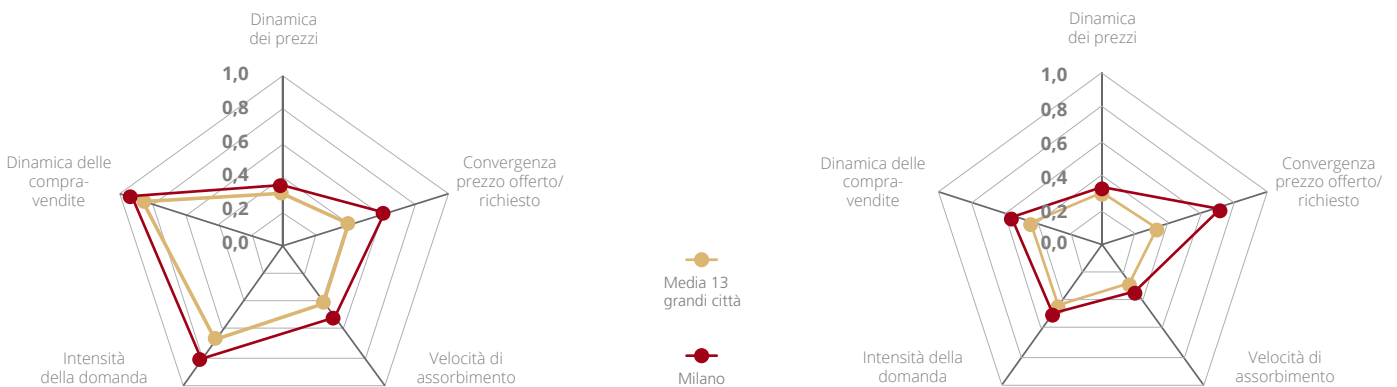 Dinamica
dei prezzi
1,0
0,8
0,6
0,4
0,2
0,0
Dinamica delle
compra-
vendite
Convergenza
prezzo offerto/
richiesto
Intensità
della domanda
Velocità di
assorbimento
Media 13
grandi città
Milano
Dinamica
dei prezzi
1,0
0,8
0,6
0,4
0,2
0,0
Dinamica delle
compra-
vendite
Convergenza
prezzo offerto/
richiesto
Intensità della
domanda
Velocità di
assorbimento